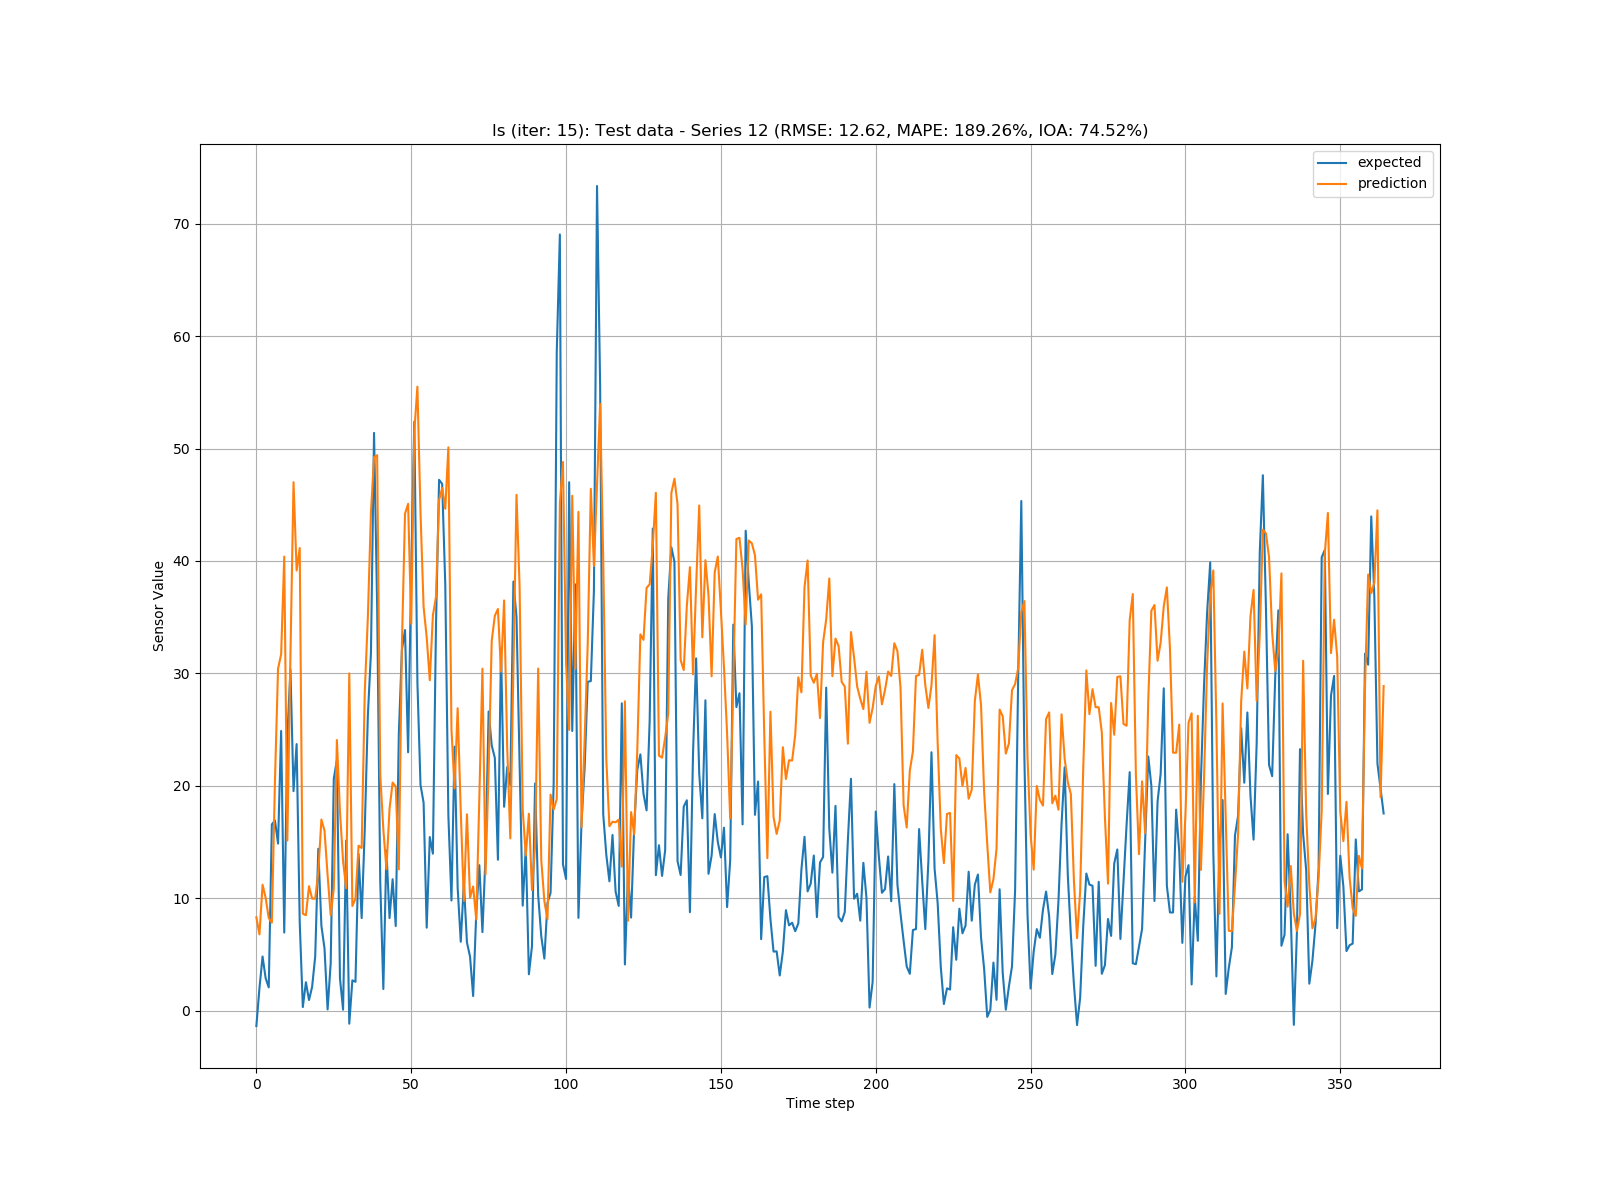 ls (iter: 15): Test data - Series 12 (RMSE: 12.62, MAPE: 189.26%, IOA: 74.52%)
expected
prediction
70
60
50
40
30
20
10
0
Sensor Value
0 50 100 150 200 250 300 350
Time step